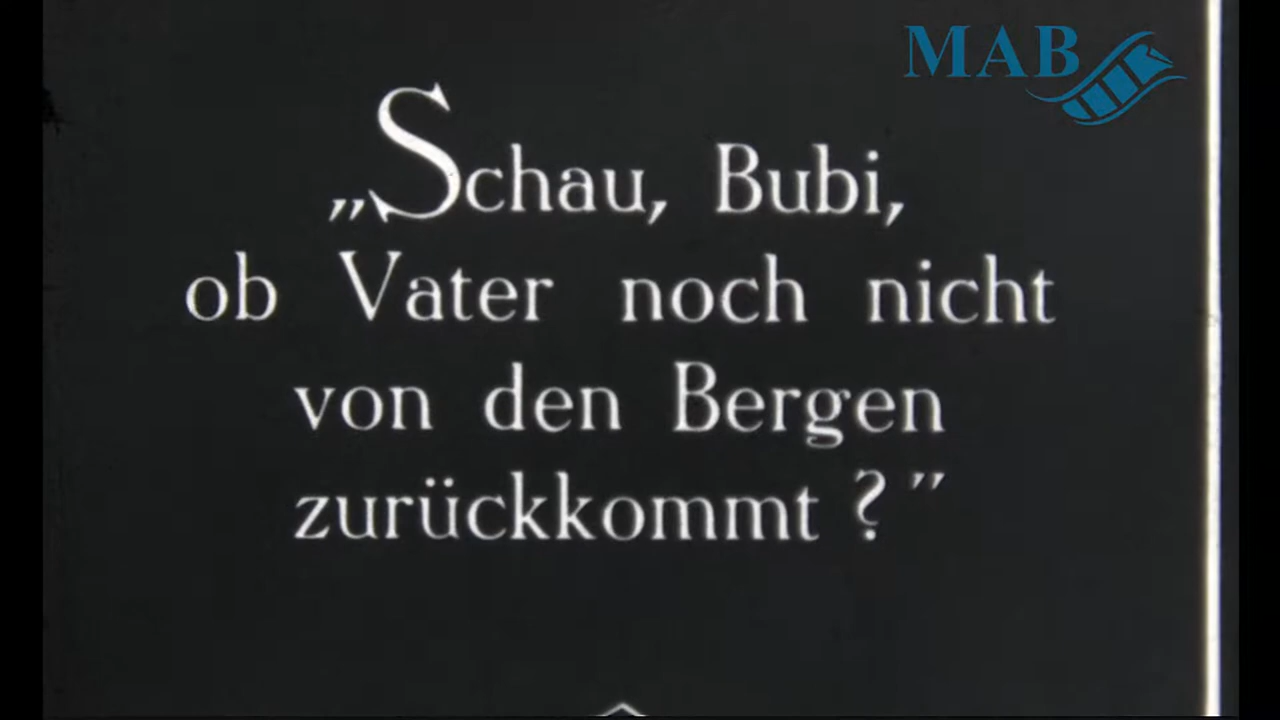 MAB
„Schau, Bubi,
ob Vater noch nicht
von den Bergen
zurückkommt ?”